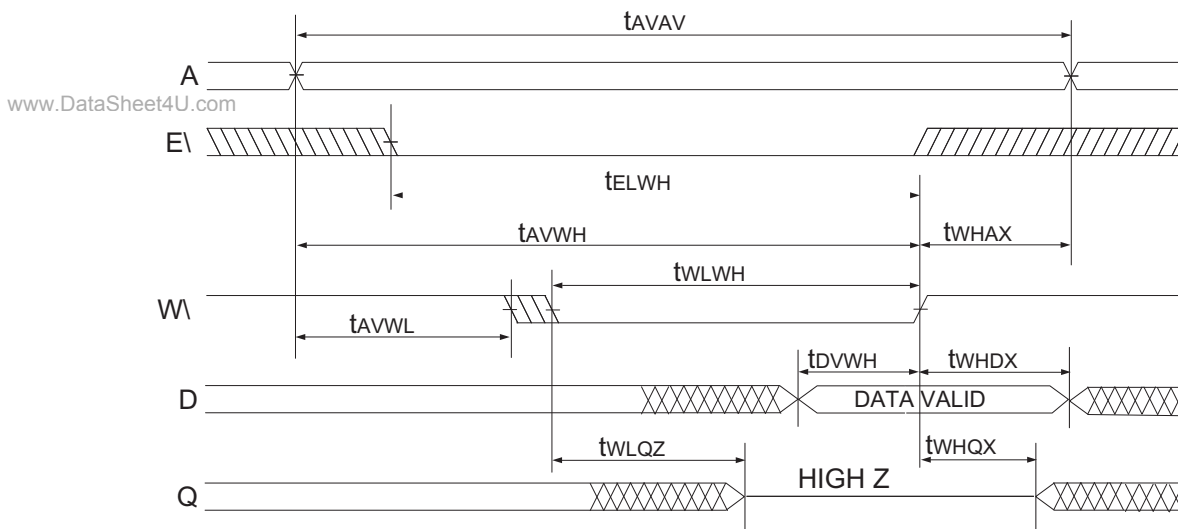 tAVAV
A
www.DataSheet4U.com
E\
tELWH
tAVWH
tWHAX
tWLWH
W\
tAVWL
tDVWH
tWHDX
D
DATA VALID
tWLQZ
tWHQX
HIGH Z
Q